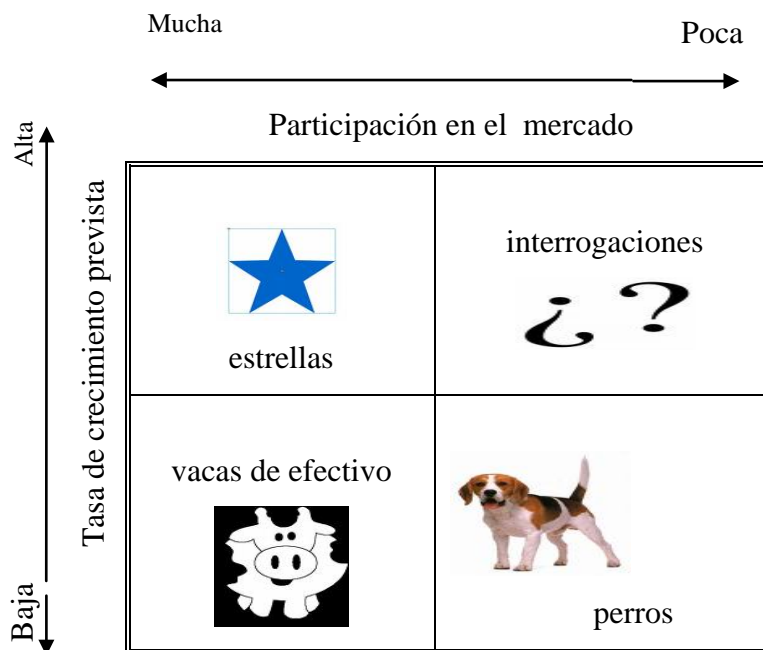 Mucha
Poca
Participación en el mercado
Alta
Tasa de crecimiento prevista
Baja
interrogaciones
¿ ?
estrellas
vacas de efectivo
perros